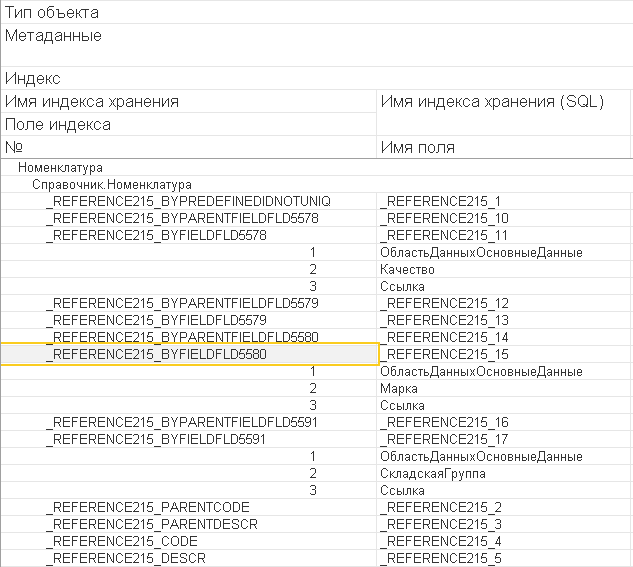 Тип объекта
Метаданные
Индекс
Имя индекса хранения Имя индекса хранения (SQL)
Поле индекса
№ Имя поля
Номенклатура
Справочник.Номенклатура
_REFERENCE215_BYPREDEFINEDIDNOTUNIQ _REFERENCE215_1
_REFERENCE215_BYPARENTFIELDFLD5578 _REFERENCE215_10
_REFERENCE215_BYFIELDFLD5578 _REFERENCE215_11
1 ОбластьДанныхОсновныеДанные
2 Качество
3 Ссылка
_REFERENCE215_BYPARENTFIELDFLD5579 _REFERENCE215_12
_REFERENCE215_BYFIELDFLD5579 _REFERENCE215_13
_REFERENCE215_BYPARENTFIELDFLD5580 _REFERENCE215_14
_REFERENCE215_BYFIELDFLD5580 _REFERENCE215_15
1 ОбластьДанныхОсновныеДанные
2 Марка
3 Ссылка
_REFERENCE215_BYPARENTFIELDFLD5591 _REFERENCE215_16
_REFERENCE215_BYFIELDFLD5591 _REFERENCE215_17
1 ОбластьДанныхОсновныеДанные
2 СкладскаяГруппа
3 Ссылка
_REFERENCE215_PARENTCODE _REFERENCE215_2
_REFERENCE215_PARENTDESCR _REFERENCE215_3
_REFERENCE215_CODE _REFERENCE215_4
_REFERENCE215_DESCR _REFERENCE215_5